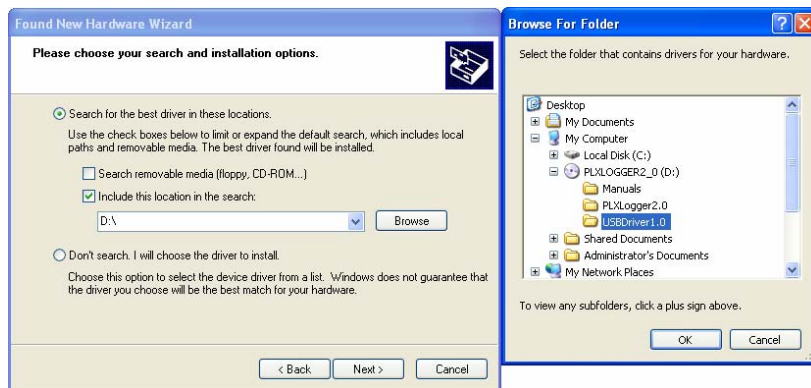 Found New Hardware Wizard
Please choose your search and installation options.
Search for the best driver in these locations.
Use the check boxes below to limit or expand the default search, which includes local
paths and removable media. The best driver found will be installed.
Search removable media (floppy, CD-ROM...)
Include this location in the search:
D:\
Browse
Don't search. I will choose the driver to install.
Choose this option to select the device driver from a list. Windows does not guarantee that
the driver you choose will be the best match for your hardware.
< Back
Next >
Cancel
Browse For Folder
Select the folder that contains drivers for your hardware.
Desktop
My Documents
My Computer
Local Disk (C:)
PLXLOGGER2_0 (D:)
Manuals
PLXLogger2.0
USBDriver1.0
Shared Documents
Administrator's Documents
My Network Places
To view any subfolders, click a plus sign above.
OK
Cancel